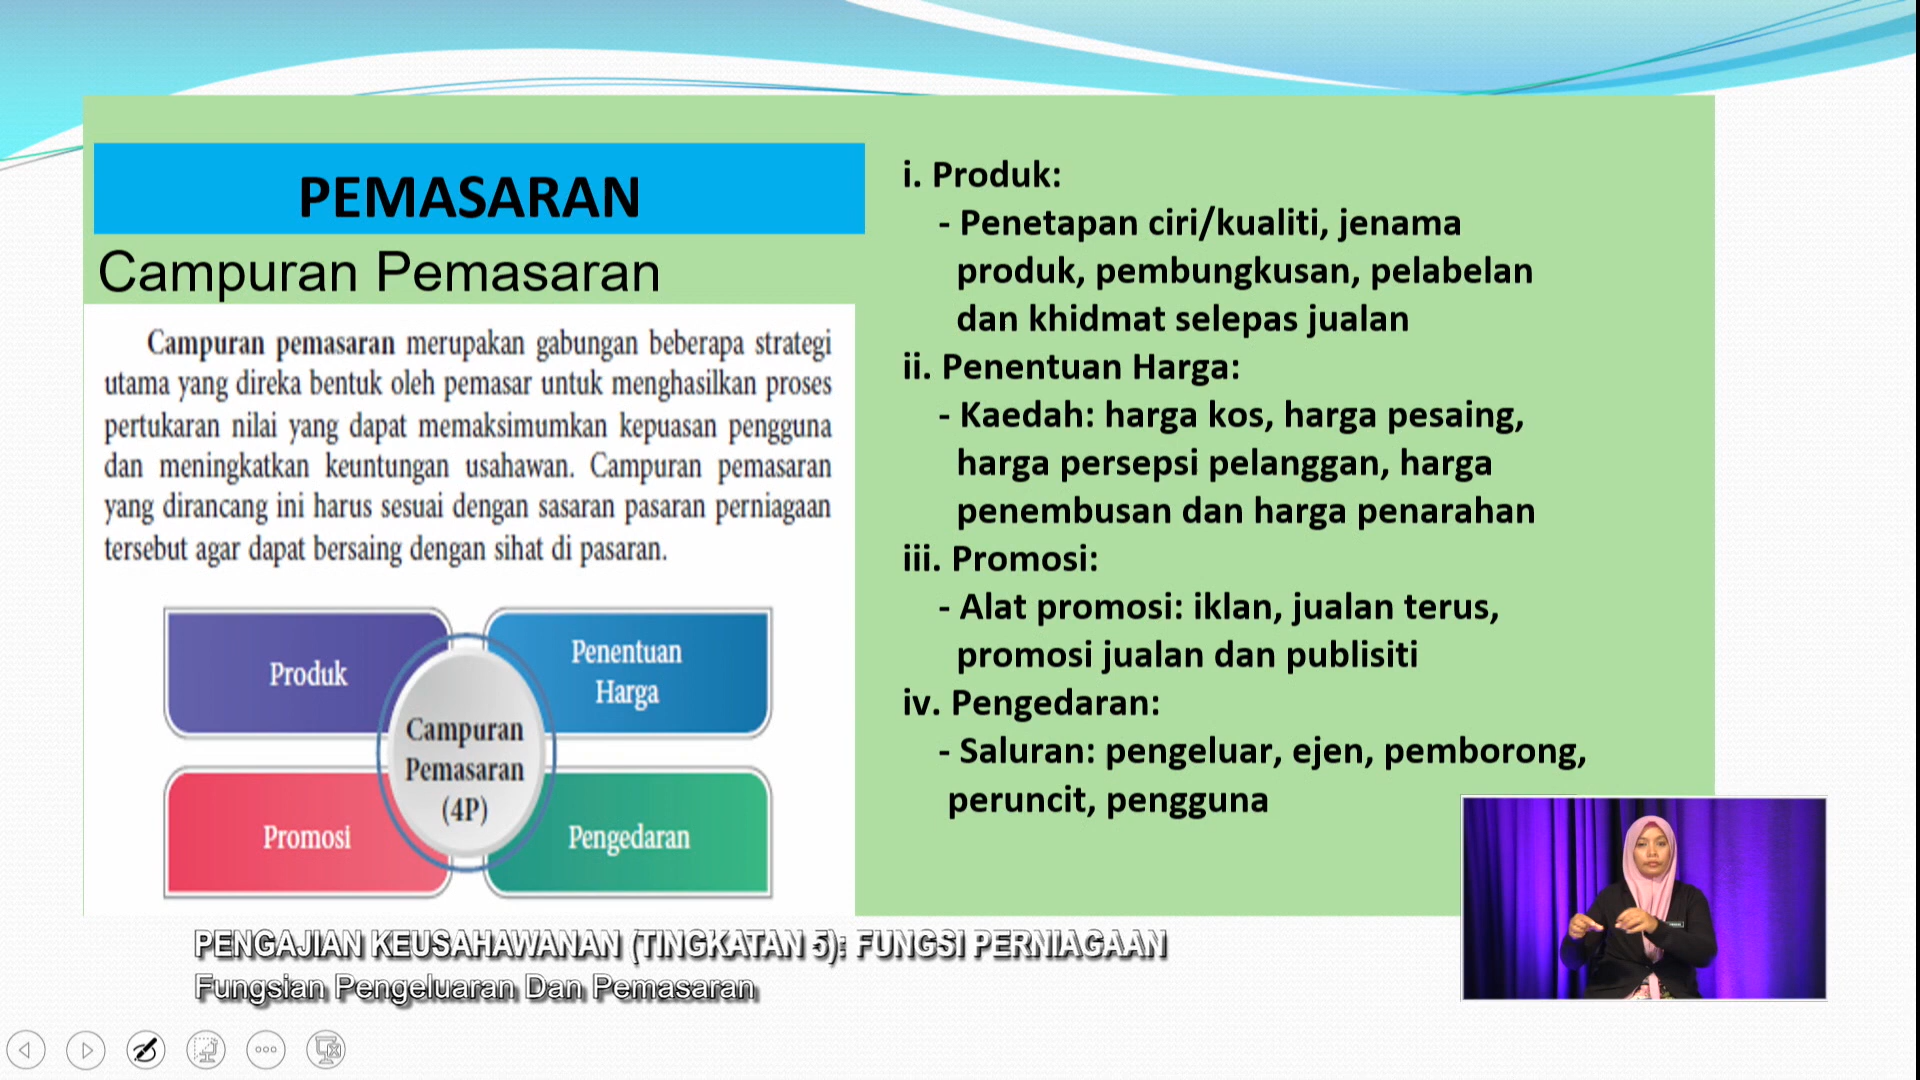 PEMASARAN
Campuran Pemasaran
Campuran pemasaran merupakan gabungan beberapa strategi
utama yang direka bentuk oleh pemasar untuk menghasilkan proses
pertukaran nilai yang dapat memaksimumkan kepuasan pengguna
dan meningkatkan keuntungan usahawan. Campuran pemasaran
yang dirancang ini harus sesuai dengan sasaran pasaran perniagaan
tersebut agar dapat bersaing dengan sihat di pasaran.
Produk
Penentuan
Harga
Campuran
Pemasaran
(4P)
Promosi
Pengedaran
i. Produk:
- Penetapan ciri/kualiti, jenama
produk, pembungkusan, pelabelan
dan khidmat selepas jualan
ii. Penentuan Harga:
- Kaedah: harga kos, harga pesaing,
harga persepsi pelanggan, harga
penembusan dan harga penarahan
iii. Promosi:
- Alat promosi: iklan, jualan terus,
promosi jualan dan publisiti
iv. Pengedaran:
- Saluran: pengeluar, ejen, pemborong,
peruncit, pengguna
PENGAJIAN KEUSAHAWANAN (TINGKATAN 5): FUNGSI PERNIAGAAN
Fungsian Pengeluaran Dan Pemasaran